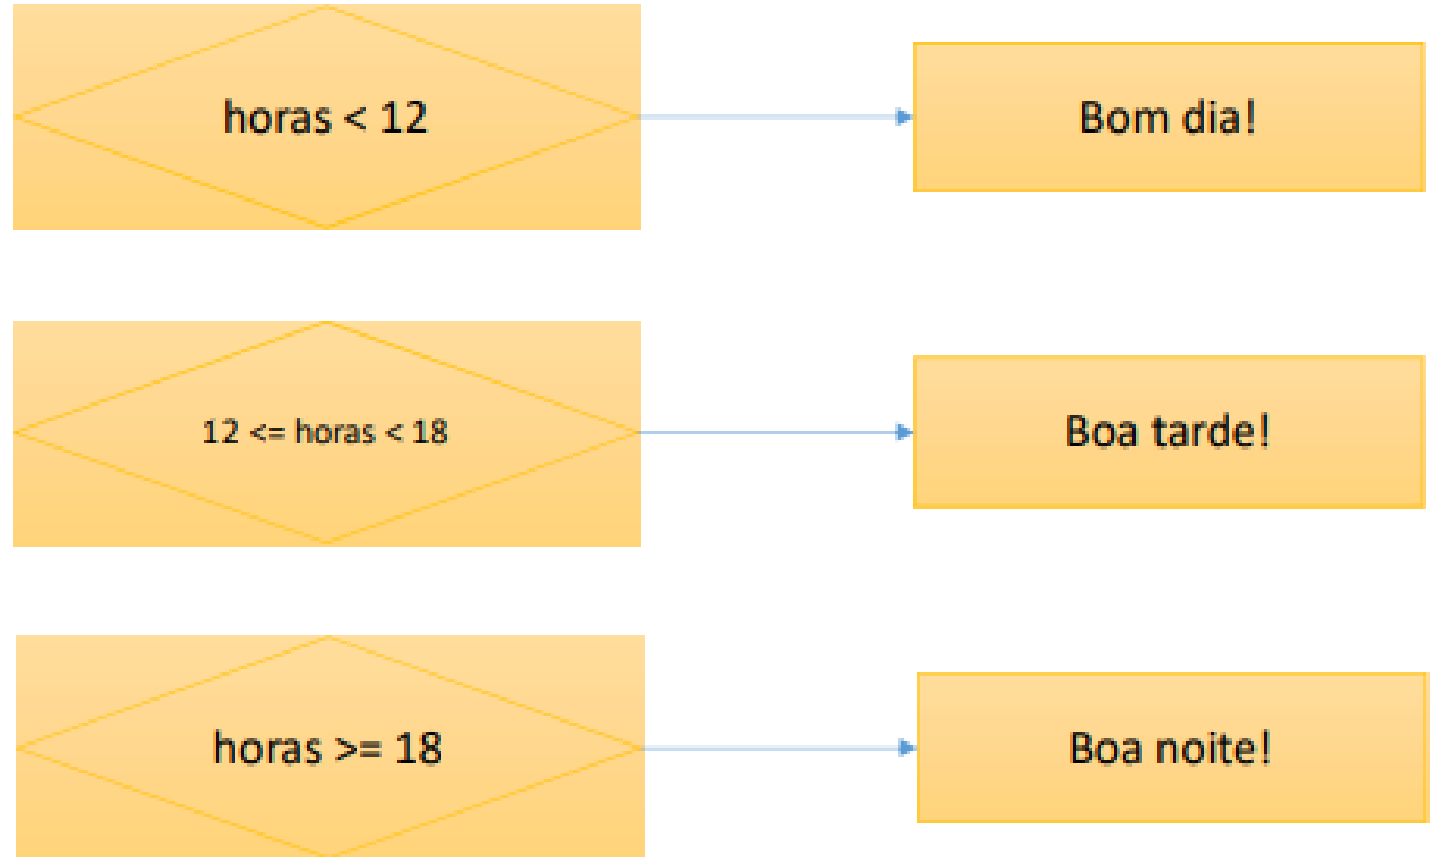 horas < 12
Bom dia!
12 <= horas < 18
Boa tarde!
horas >= 18
Boa noite!